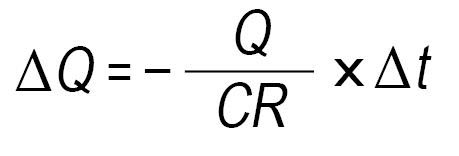 ΔQ = − Q/CR x Δt